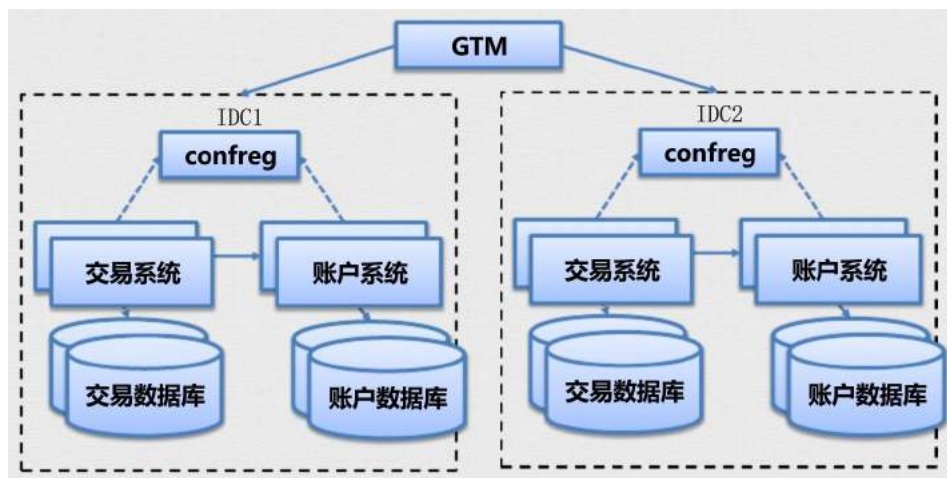 GTM
IDC1
confreg
交易系统
账户系统
交易数据库
账户数据库
IDC2
confreg
交易系统
账户系统
交易数据库
账户数据库